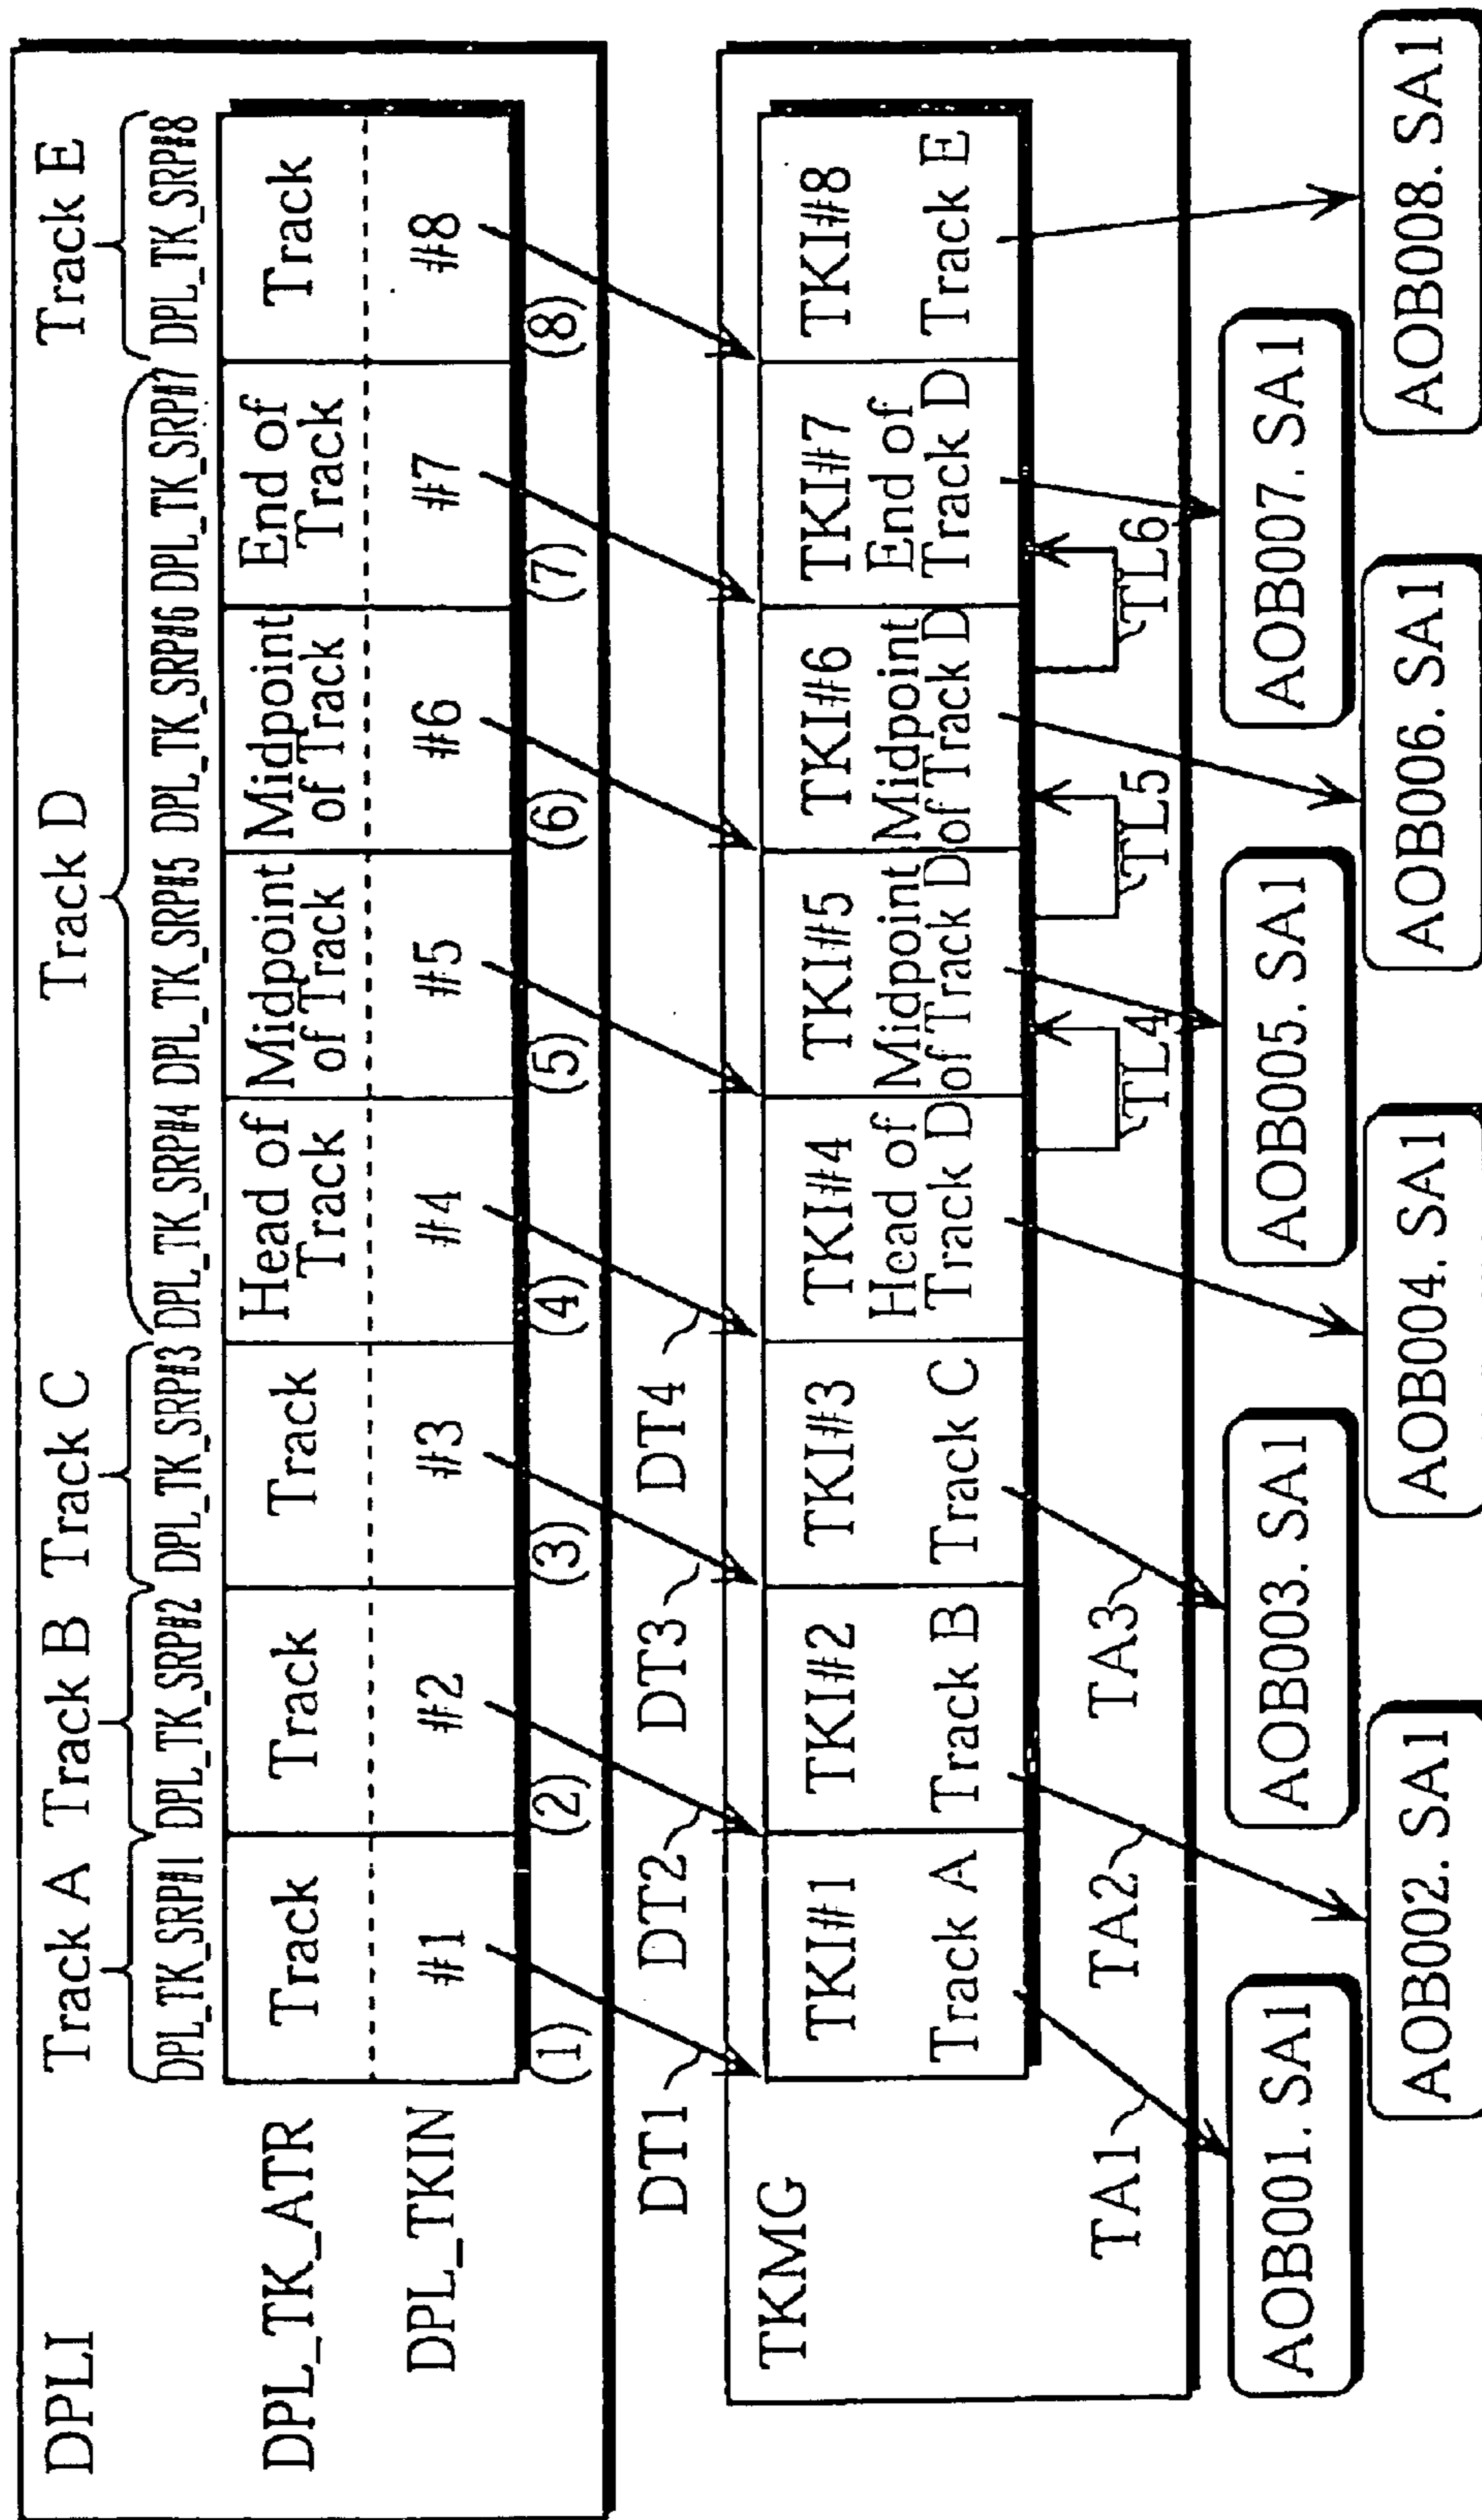 DPLI
Track A Track B Track C Track D Track E
DPL_TK_SRP#1 DPL_TK_SRP#2 DPL_TK_SRP#3 DPL_TK_SRP#4 DPL_TK_SRP#5 DPL_TK_SRP#6 DPL_TK_SRP#7 DPL_TK_SRP#8
DPL_TK_ATR
Track
Track
Track
Head of
Track
Midpoint
of Track
Midpoint
of Track
End of
Track
Track
DPL_TKIN
#1 #2 #3 #4 #5 #6 #7 #8
(1) (2) (3) (4) (5) (6) (7) (8)
DT1 DT2 DT3 DT4
TKMG
TKI#1
Track A
TKI#2
Track B
TKI#3
Track C
TKI#4
Head of
Track D
TKI#5
Midpoint
of Track D
TKI#6
Midpoint
of Track D
TKI#7
End of
Track D
TKI#8
Track E
TA1 TA2 TA3 TL4 TL5 TL6
AOB001. SA1 AOB003. SA1 AOB005. SA1 AOB007. SA1
AOB002. SA1 AOB004. SA1 AOB006. SA1 AOB008. SA1